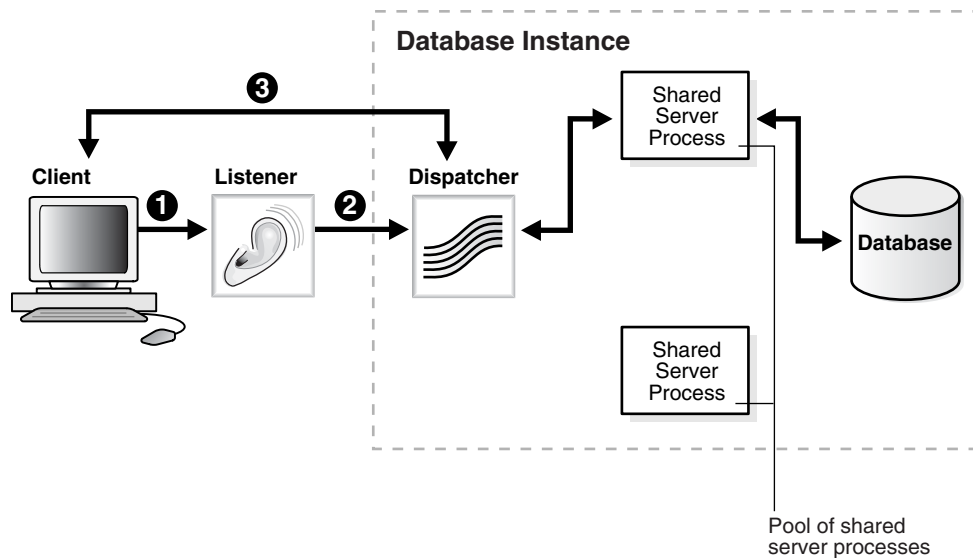 Database Instance
3
Shared
Server
Process
Client
Listener
Dispatcher
1
2
Database
Shared
Server
Process
Pool of shared
server processes